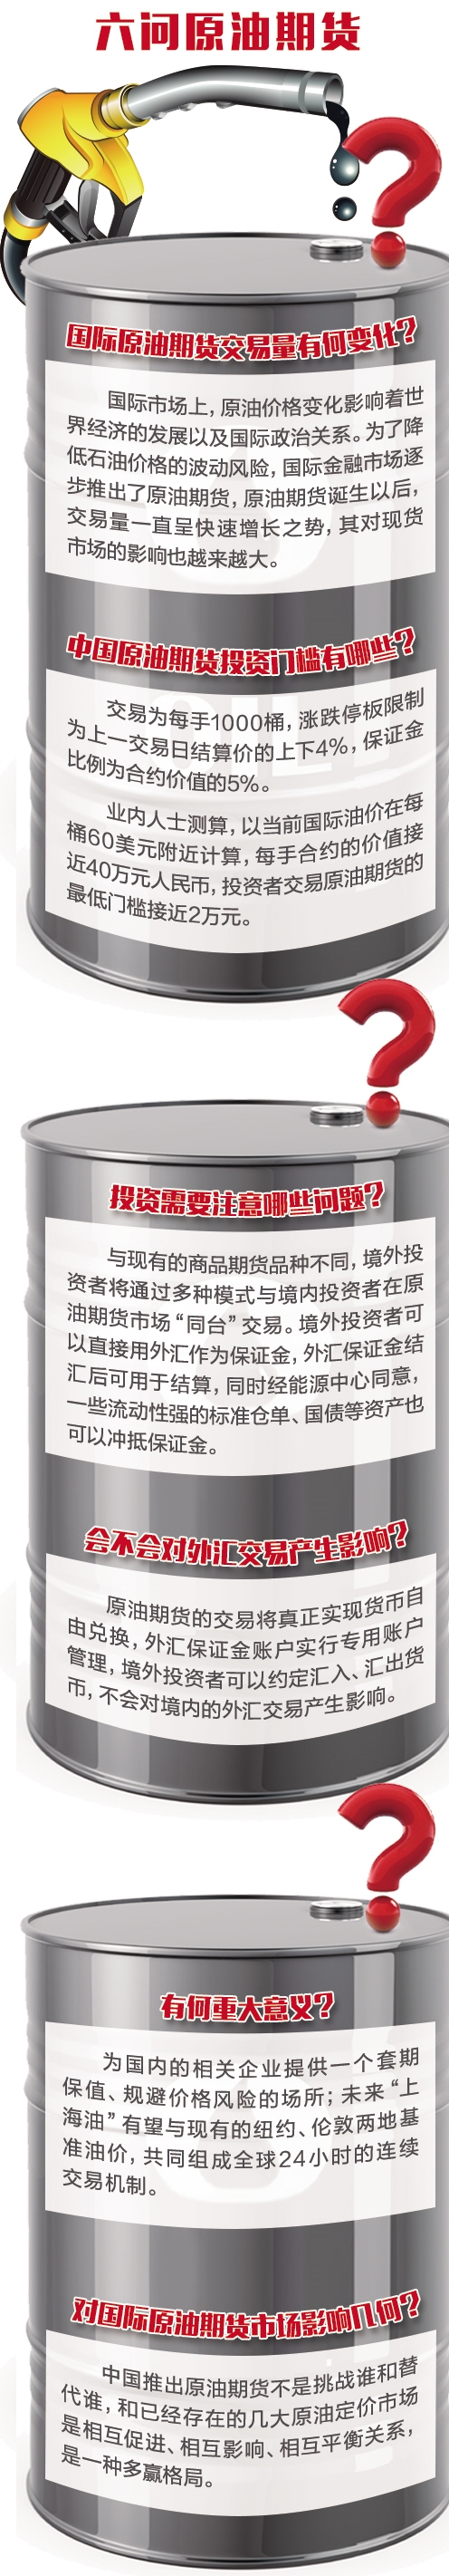 六问原油期货
国际原油期货交易量有何变化？
国际市场上，原油价格变化影响着世
界经济的发展以及国际政治关系。为了降
低石油价格的波动风险，国际金融市场逐
步推出了原油期货，原油期货诞生以后，
交易量一直呈快速增长之势，其对现货
市场的影响也越来越大。
中国原油期货投资门槛有哪些？
交易为每手1000桶，涨跌停板限制
为上一交易日结算价的上下4%，保证金
比例为合约价值的5%。
业内人士测算，以当前国际油价在每
桶60美元附近计算，每手合约的价值接
近40万元人民币，投资者交易原油期货的
最低门槛接近2万元。
投资需要注意哪些问题？
与现有的商品期货品种不同，境外投
资者将通过多种模式与境内投资者在原
油期货市场“同台”交易。境外投资者可
以直接用外汇作为保证金，外汇保证金结
汇后可用于结算，同时经能源中心同意，
一些流动性强的标准仓单、国债等资产也
可以冲抵保证金。
会不会对外汇交易产生影响？
原油期货的交易将真正实现货币自
由兑换，外汇保证金账户实行专用账户
管理，境外投资者可以约定汇入、汇出货
币，不会对境内的外汇交易产生影响。
有何重大意义？
为国内的相关企业提供一个套期
保值、规避价格风险的场所；未来“上
海油”有望与现有的纽约、伦敦两地基
准油价，共同组成全球24小时的连续
交易机制。
对国际原油期货市场影响几何？
中国推出原油期货不是挑战谁和替
代谁，和已经存在的几大原油定价市场
是相互促进、相互影响、相互平衡关系，
是一种多赢格局。